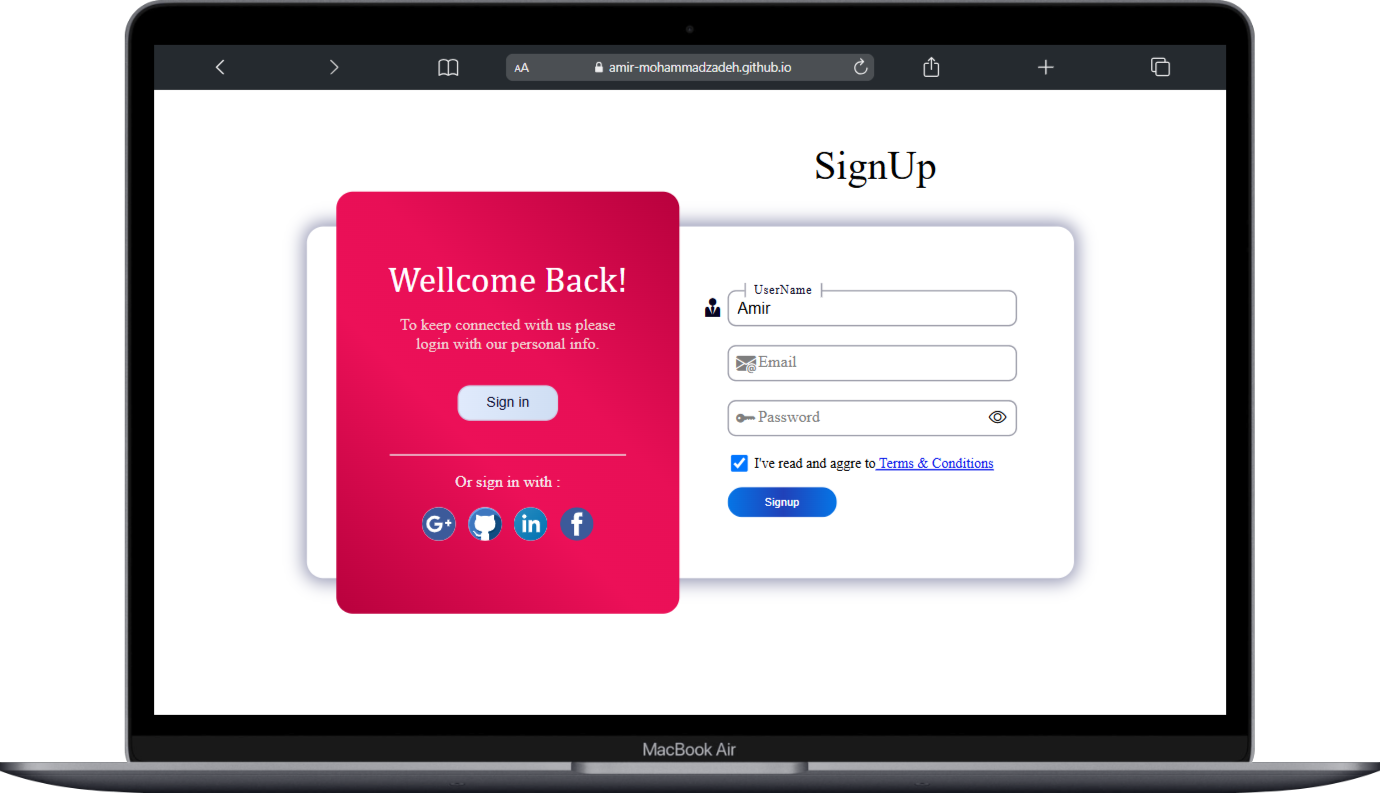 AA amir-mohammadzadeh.github.io
SignUp
Wellcome Back!
To keep connected with us please
login with our personal info.
Sign in
Or sign in with :
G+ in f
UserName
Amir
Email
Password
I've read and aggre to Terms & Conditions
Signup
MacBook Air